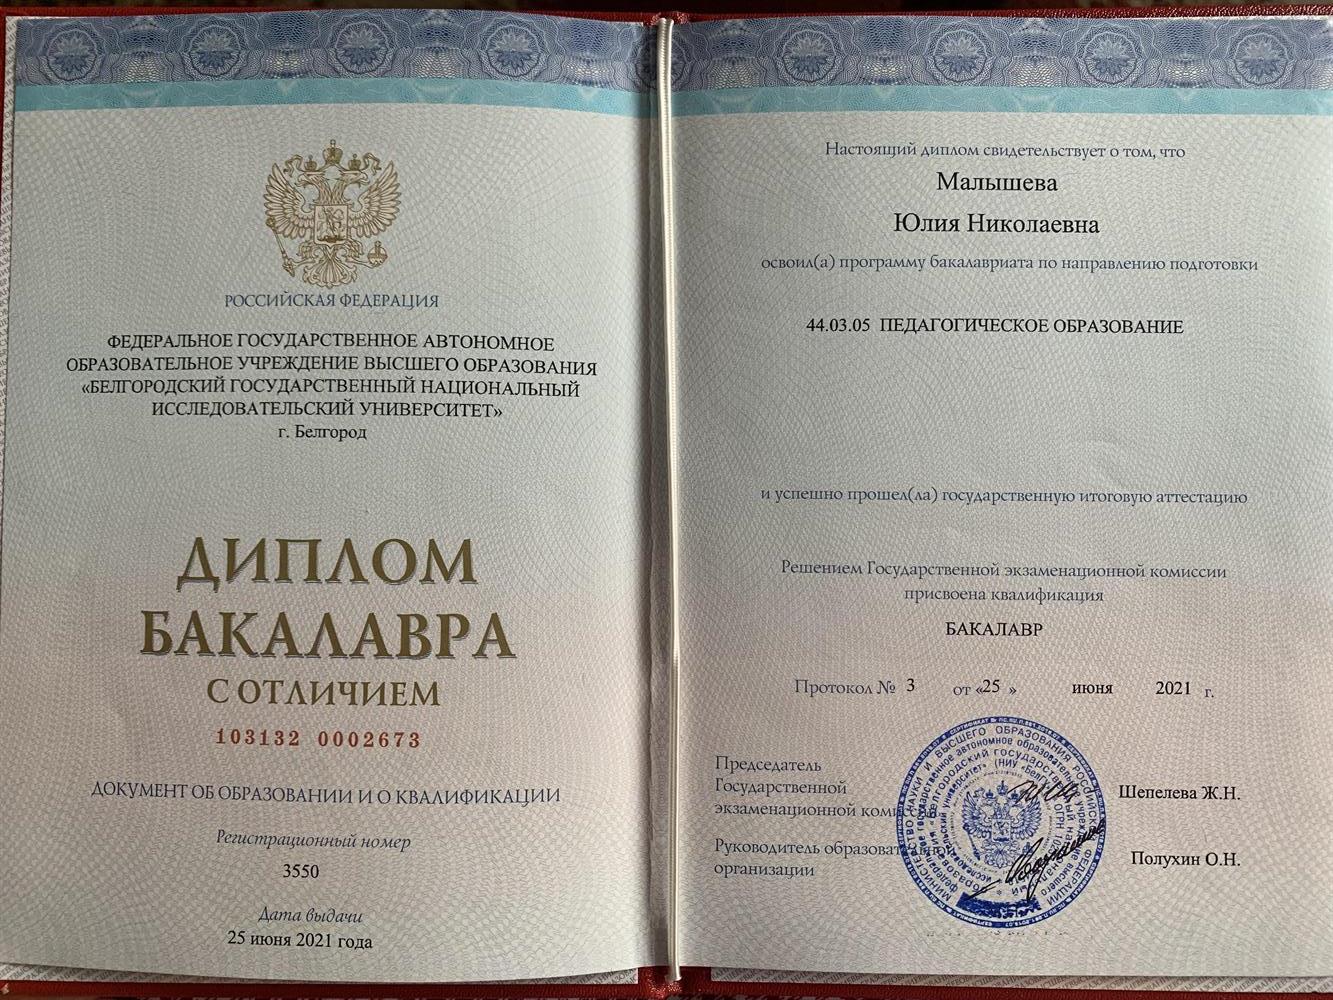 РОССИЙСКАЯ ФЕДЕРАЦИЯ
ФЕДЕРАЛЬНОЕ ГОСУДАРСТВЕННОЕ АВТОНОМНОЕ
ОБРАЗОВАТЕЛЬНОЕ УЧРЕЖДЕНИЕ ВЫСШЕГО ОБРАЗОВАНИЯ
«БЕЛГОРОДСКИЙ ГОСУДАРСТВЕННЫЙ НАЦИОНАЛЬНЫЙ
ИССЛЕДОВАТЕЛЬСКИЙ УНИВЕРСИТЕТ»
г. Белгород
ДИПЛОМ
БАКАЛАВРА
С ОТЛИЧИЕМ
103132 0002673
ДОКУМЕНТ ОБ ОБРАЗОВАНИИ И О КВАЛИФИКАЦИИ
Регистрационный номер
3550
Дата выдачи
25 июня 2021 года
Настоящий диплом свидетельствует о том, что
Малышева
Юлия Николаевна
освоил(а) программу бакалавриата по направлению подготовки
44.03.05 ПЕДАГОГИЧЕСКОЕ ОБРАЗОВАНИЕ
и успешно прошел(ла) государственную итоговую аттестацию
Решением Государственной экзаменационной комиссии
присвоена квалификация
БАКАЛАВР
Протокол № 3 от «25 » июня 2021 г.
Председатель
Государственной
экзаменационной
Шепелева Ж.Н.
Руководитель
организации
Полухин О.Н.